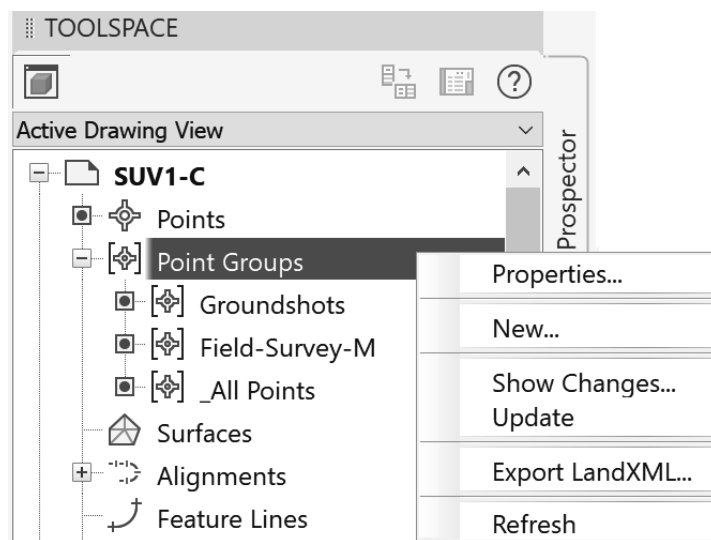 TOOLSPACE
?
Active Drawing View
SUV1-C
Points
Point Groups
Groundshots
Field-Survey-M
_All Points
Surfaces
Alignments
Feature Lines
Prospector
Properties...
New...
Show Changes...
Update
Export LandXML...
Refresh